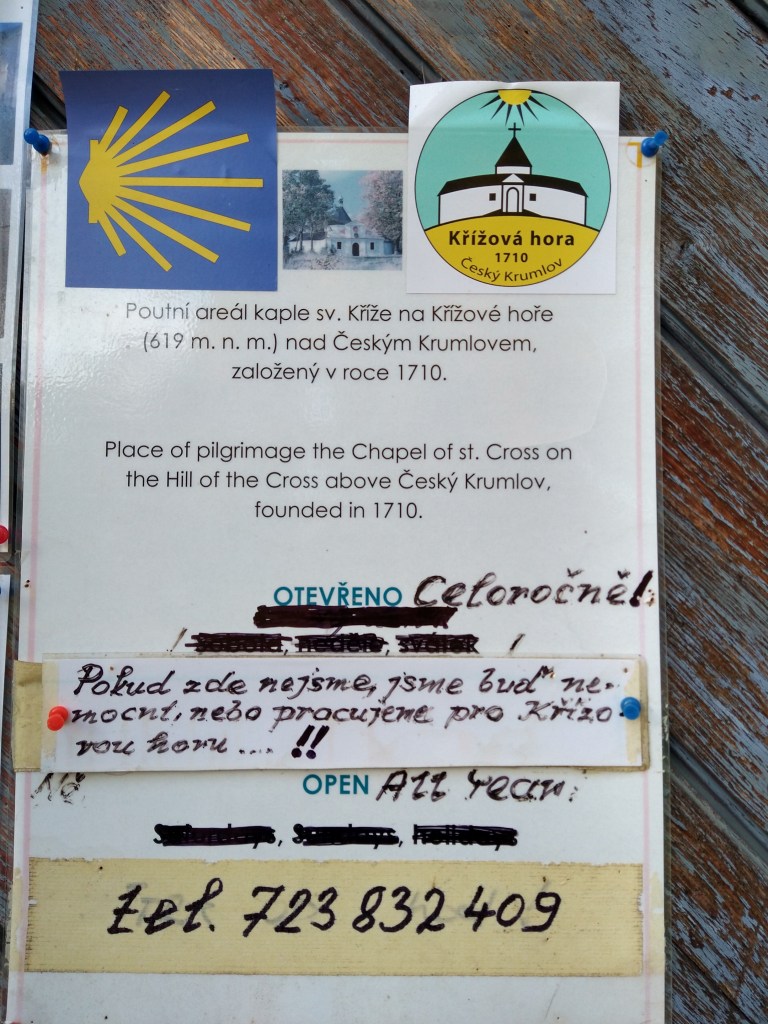 Křížová hora
1710
Český Krumlov
Poutní areál kaple sv. Kříže na Křížové hoře
(619 m. n. m.) nad Českým Krumlovem,
založený v roce 1710.
Place of pilgrimage the Chapel of st. Cross on
the Hill of the Cross above Český Krumlov,
founded in 1710.
OTEVŘENO Celoročně!
Pokud zde nejsme, jsme buď ne-
mocní, nebo pracujeme pro Křížo-
vou horu .... !!
OPEN All Year.
tel. 723 832 409